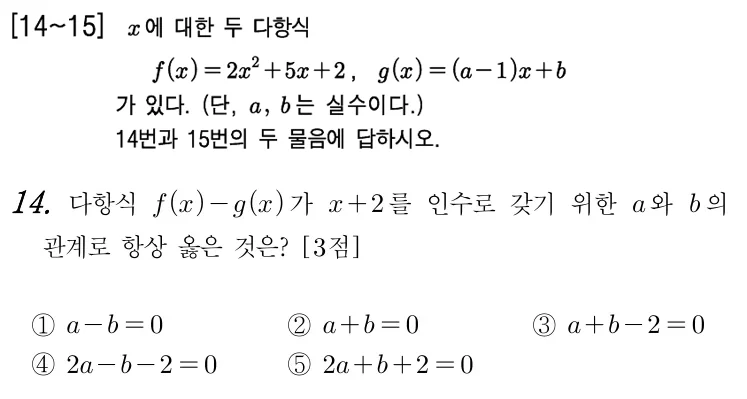 [14~15] x에 대한 두 다항식
f(x)=2x²+5x+2, g(x)=(a-1)x+b
가 있다. (단, a, b는 실수이다.)
14번과 15번의 두 물음에 답하시오.
14. 다항식 f(x)-g(x)가 x+2를 인수로 갖기 위한 a와 b의
관계로 항상 옳은 것은? [3점]
① a-b=0 ② a+b=0 ③ a+b-2=0
④ 2a-b-2=0 ⑤ 2a+b+2=0